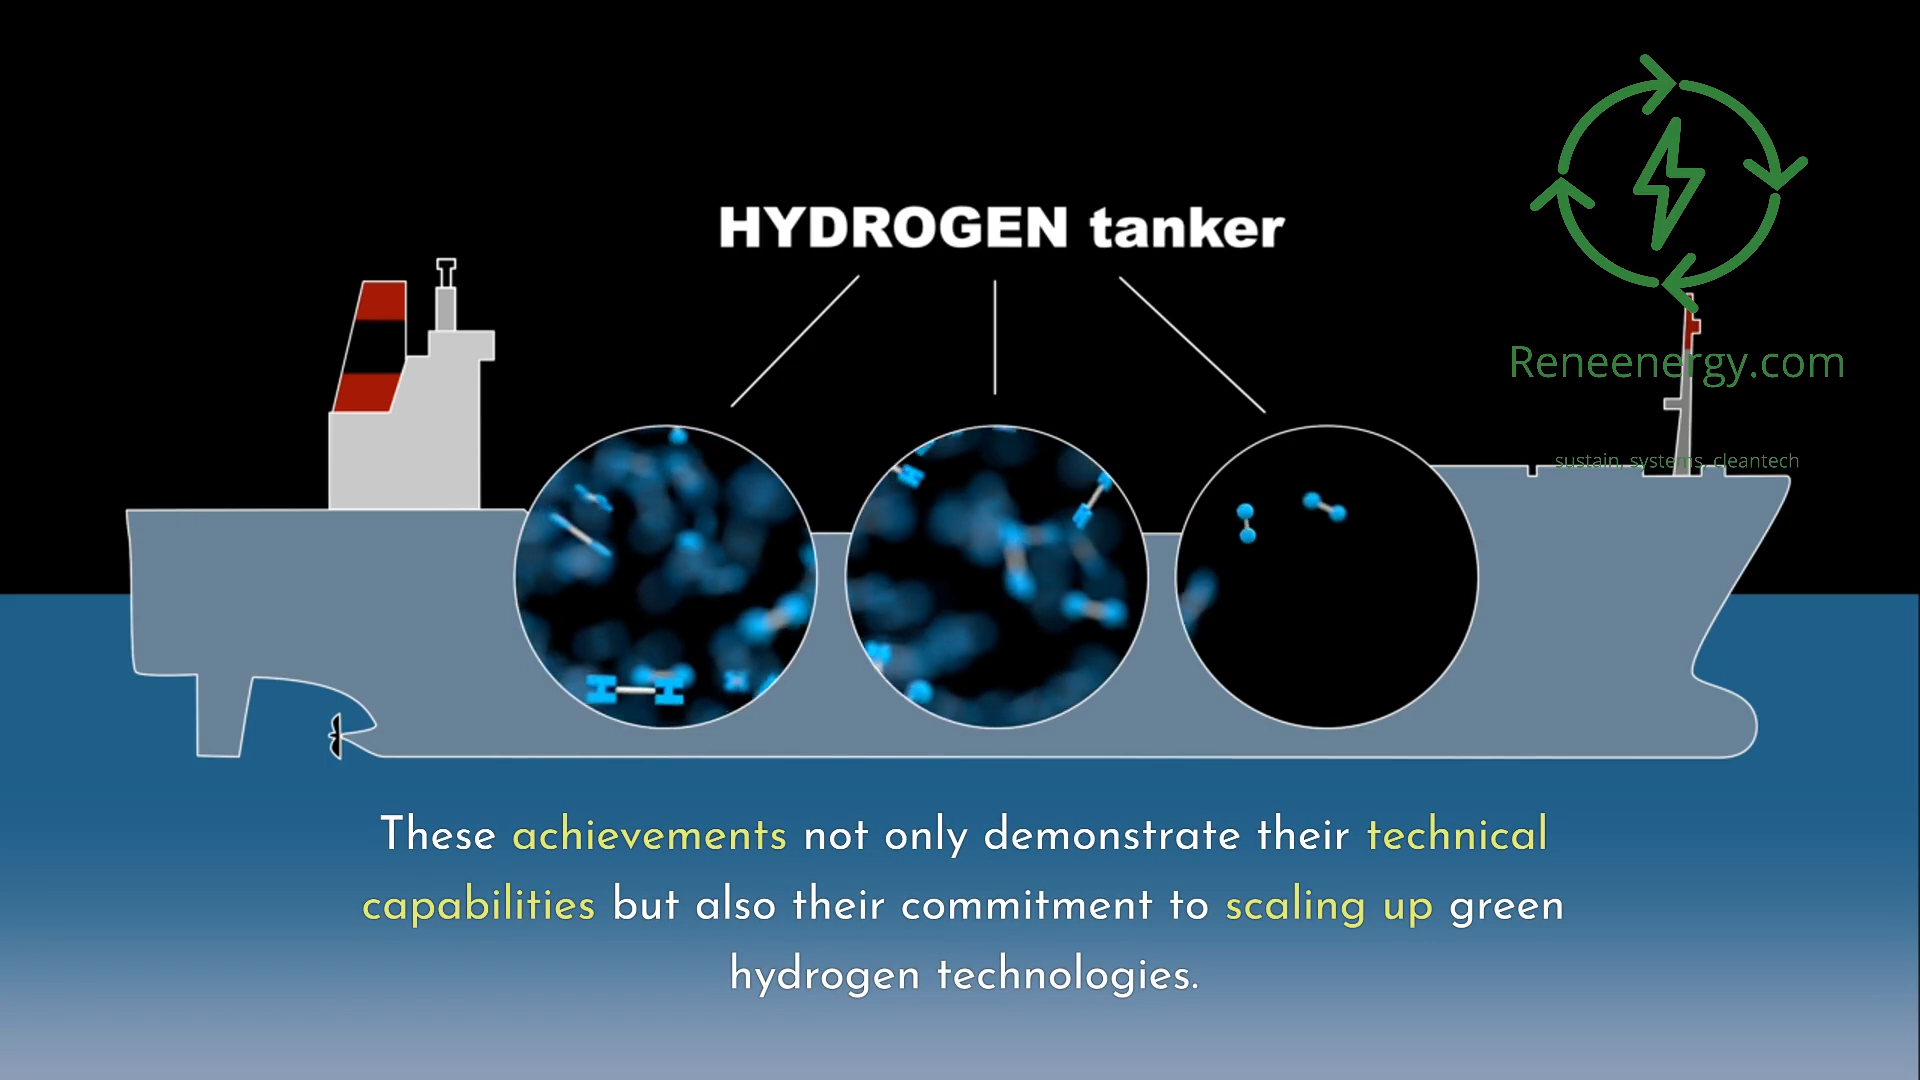 HYDROGEN tanker
Reneenergy.com
sustain, systems, cleantech
These achievements not only demonstrate their technical
capabilities but also their commitment to scaling up green
hydrogen technologies.